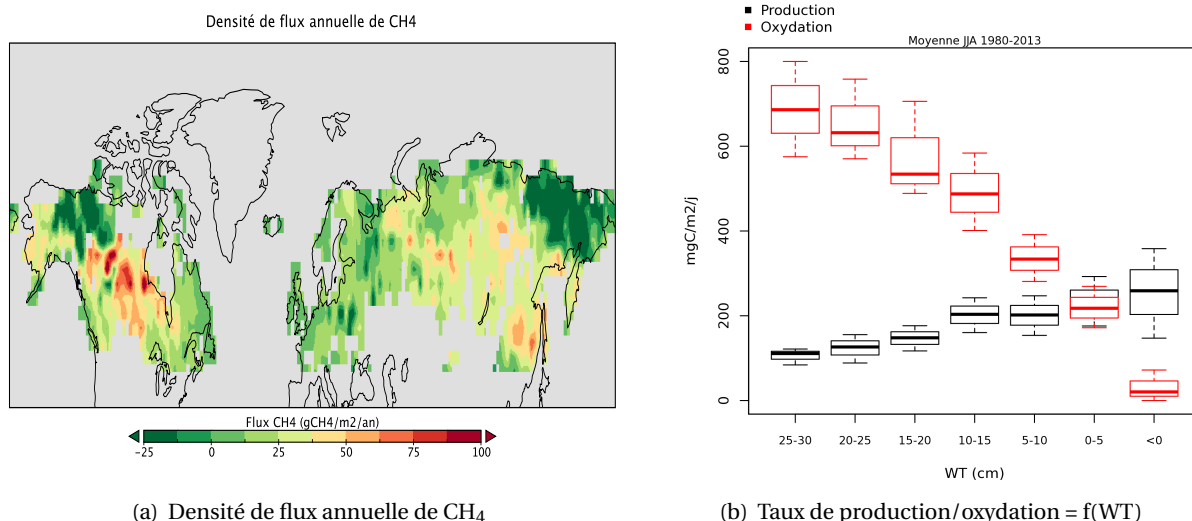 Densité de flux annuelle de CH4
Flux CH4 (gCH4/m2/an)
−25 0 25 50 75 100
(a) Densité de flux annuelle de CH4
Production
Oxydation
Moyenne JJA 1980-2013
800
600
400
200
0
mgC/m2/j
25-30 20-25 15-20 10-15 5-10 0-5 <0
WT (cm)
(b) Taux de production/oxydation = f(WT)